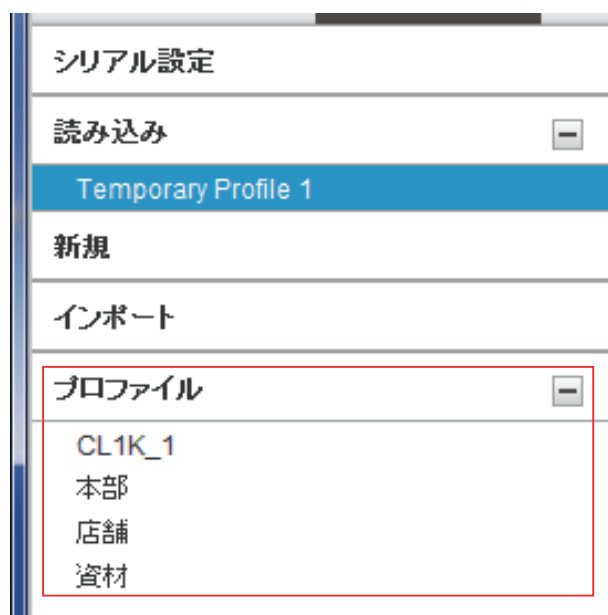 シリアル設定
読み込み
Temporary Profile 1
新規
インポート
プロファイル
CL1K_1
本部
店舗
資材